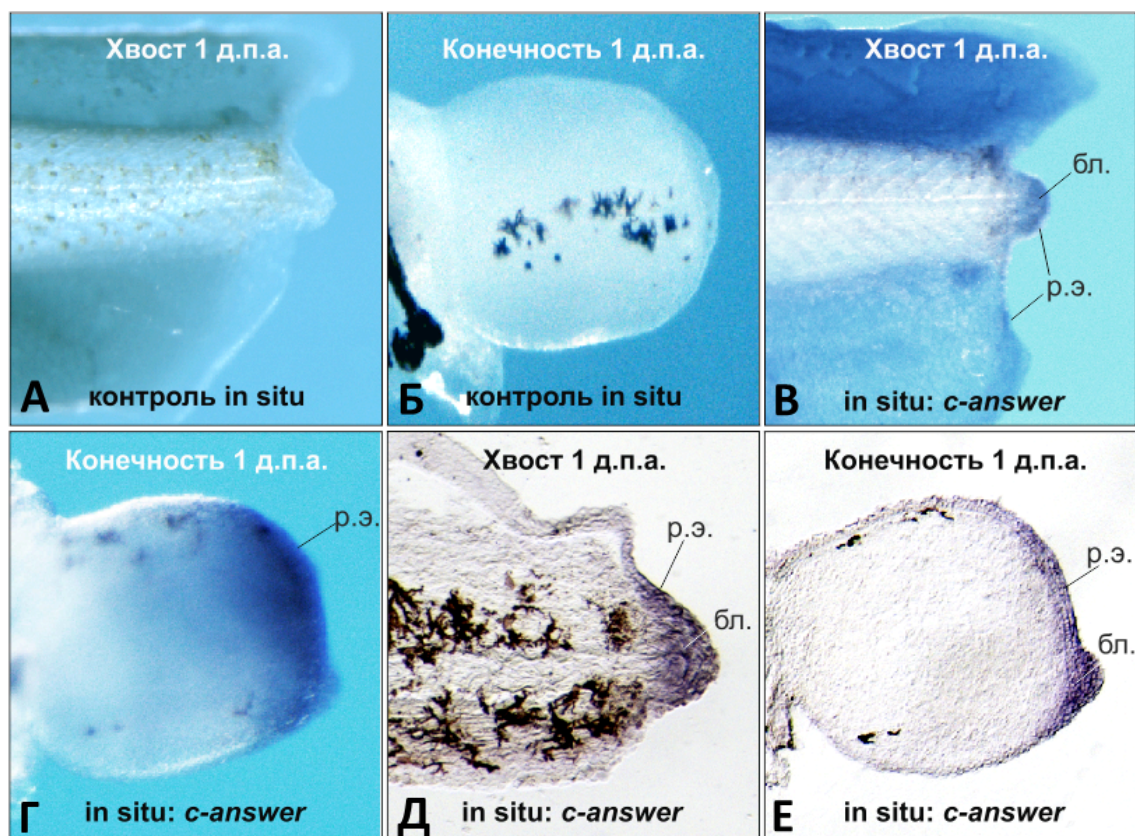 Хвост 1 д.п.а.
А контроль in situ
Конечность 1 д.п.а.
Б контроль in situ
Хвост 1 д.п.а.
бл.
р.э.
В in situ: c-answer
Конечность 1 д.п.а.
р.э.
Г in situ: c-answer
Хвост 1 д.п.а.
р.э.
бл.
Д in situ: c-answer
Конечность 1 д.п.а.
р.э.
бл.
Е in situ: c-answer